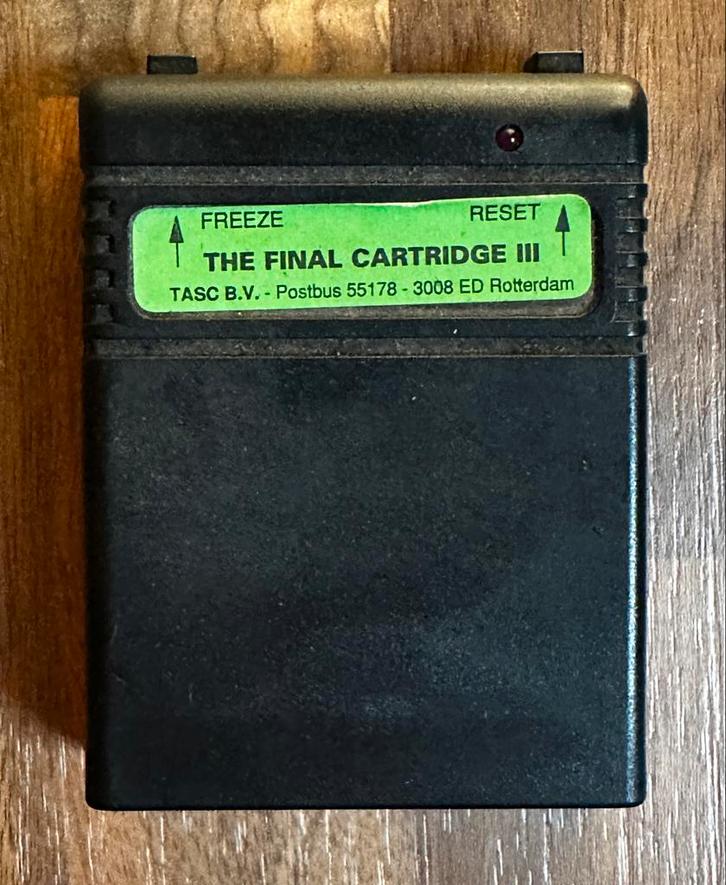 FREEZE RESET
THE FINAL CARTRIDGE III
TASC B.V. - Postbus 55178 - 3008 ED Rotterdam